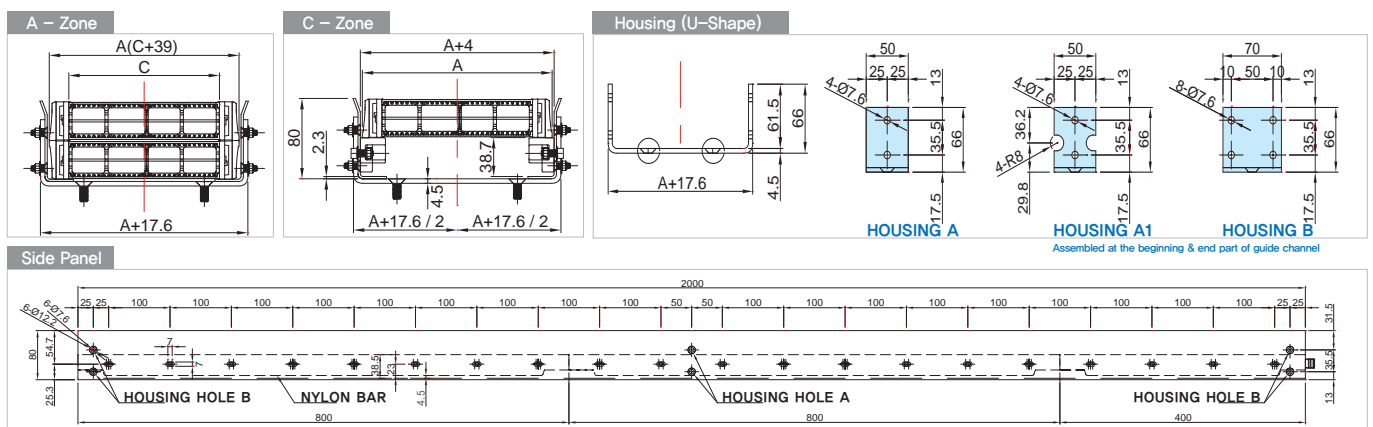 A - Zone
A(C+39)
C
A+17.6
C - Zone
A+4
A
80
2.3
38.7
4.5
A+17.6 / 2
A+17.6 / 2
Housing (U-Shape)
61.5
66
4.5
A+17.6
50
25 25
13
4-Ø7.6
35.5
66
17.5
HOUSING A
50
25 25
13
4-Ø7.6
36.2
35.5
66
4-R8
29.8
17.5
HOUSING A1
Assembled at the beginning & end part of guide channel
70
10 50 10
13
8-Ø7.6
35.5
66
17.5
HOUSING B
Side Panel
2000
25 25 100 100 100 100 100 100 100 100 100 50 50 100 100 100 100 100 100 100 100 100 25 25
6-Ø7.6
6-Ø12.2
31.5
80
54.7
7
7
38.5
23
35.5
25.3
4.5
13
HOUSING HOLE B
NYLON BAR
HOUSING HOLE A
HOUSING HOLE B
800
800
400